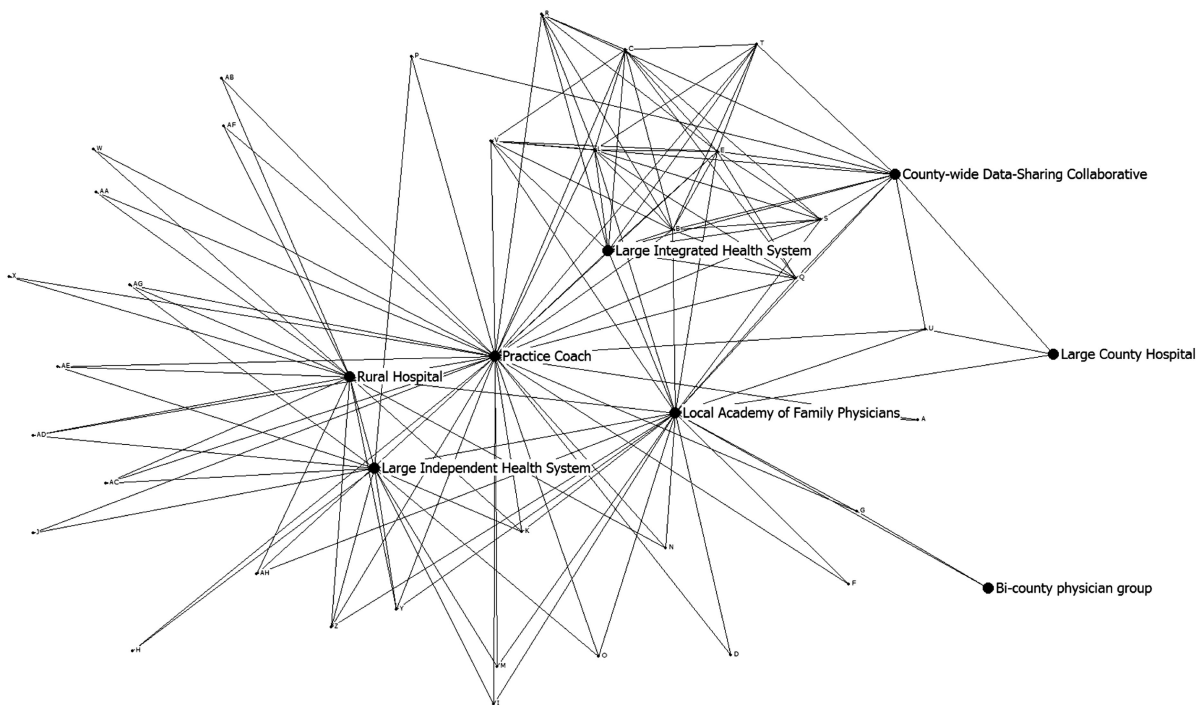 R
C
T
P
AB
AF
V
L
E
W
County-wide Data-Sharing Collaborative
AA
S
B
Large Integrated Health System
X
Q
AG
U
Practice Coach
Large County Hospital
AE
Rural Hospital
Local Academy of Family Physicians
A
AD
Large Independent Health System
AC
G
J
K
N
AH
F
Bi-county physician group
Y
Z
H
O
D
M
I